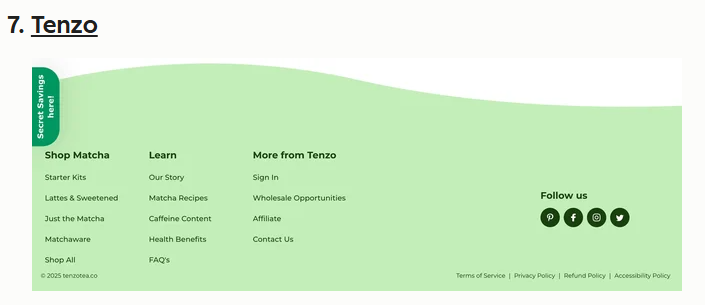 7. Tenzo
Secret Savings
here!
Shop Matcha
Starter Kits
Lattes & Sweetened
Just the Matcha
Matchaware
Shop All
Learn
Our Story
Matcha Recipes
Caffeine Content
Health Benefits
FAQ's
More from Tenzo
Sign In
Wholesale Opportunities
Affiliate
Contact Us
Follow us
© 2025 tenzotea.co
Terms of Service | Privacy Policy | Refund Policy | Accessibility Policy